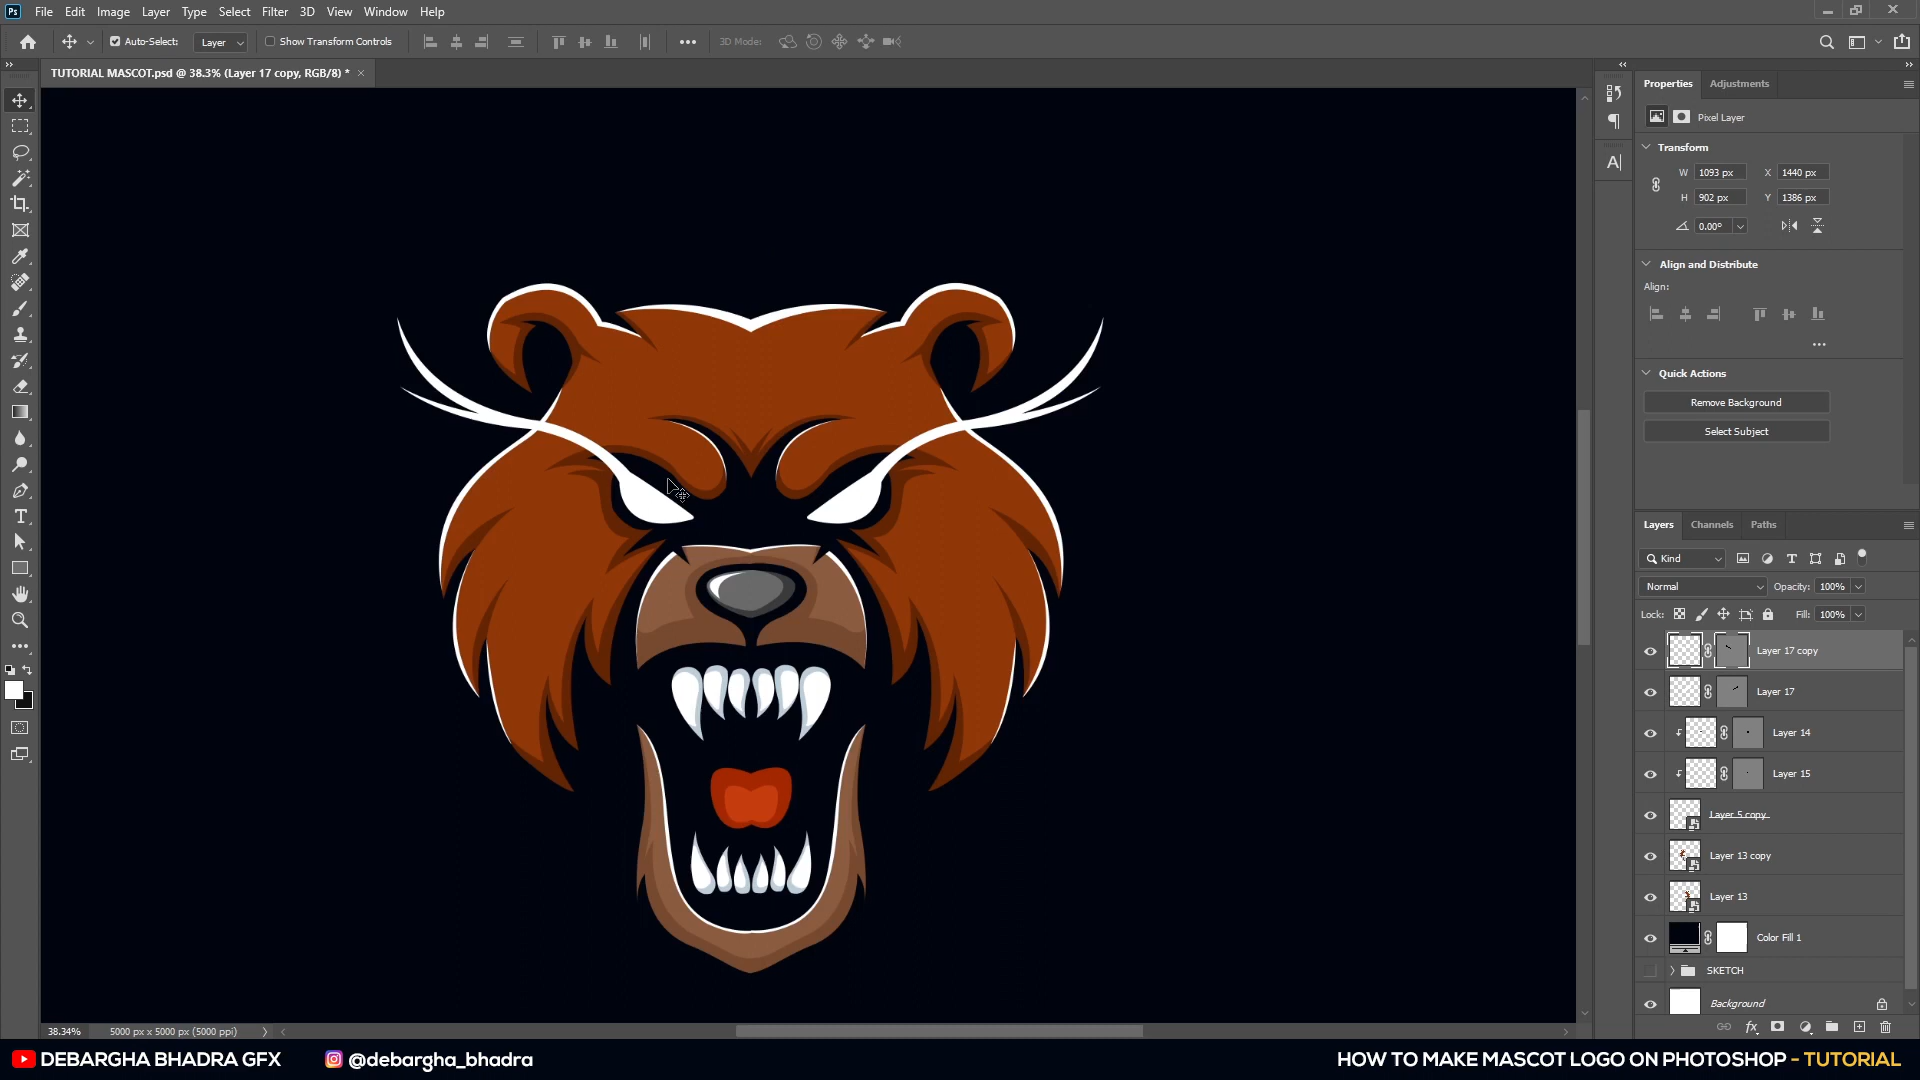 Ps File Edit Image Layer Type Select Filter 3D View Window Help
Auto-Select: Layer Show Transform Controls 3D Mode:
TUTORIAL MASCOT.psd @ 38.3% (Layer 17 copy, RGB/8) *
Properties Adjustments
Pixel Layer
Transform
W 1093 px X 1440 px
H 902 px Y 1386 px
0.00°
Align and Distribute
Align:
Quick Actions
Remove Background
Select Subject
Layers Channels Paths
Kind
Normal Opacity: 100%
Lock: Fill: 100%
Layer 17 copy
Layer 17
Layer 14
Layer 15
Layer 5 copy
Layer 13 copy
Layer 13
Color Fill 1
SKETCH
Background
38.34% 5000 px x 5000 px (5000 ppi)
DEBARGHA BHADRA GFX @debargha_bhadra HOW TO MAKE MASCOT LOGO ON PHOTOSHOP - TUTORIAL